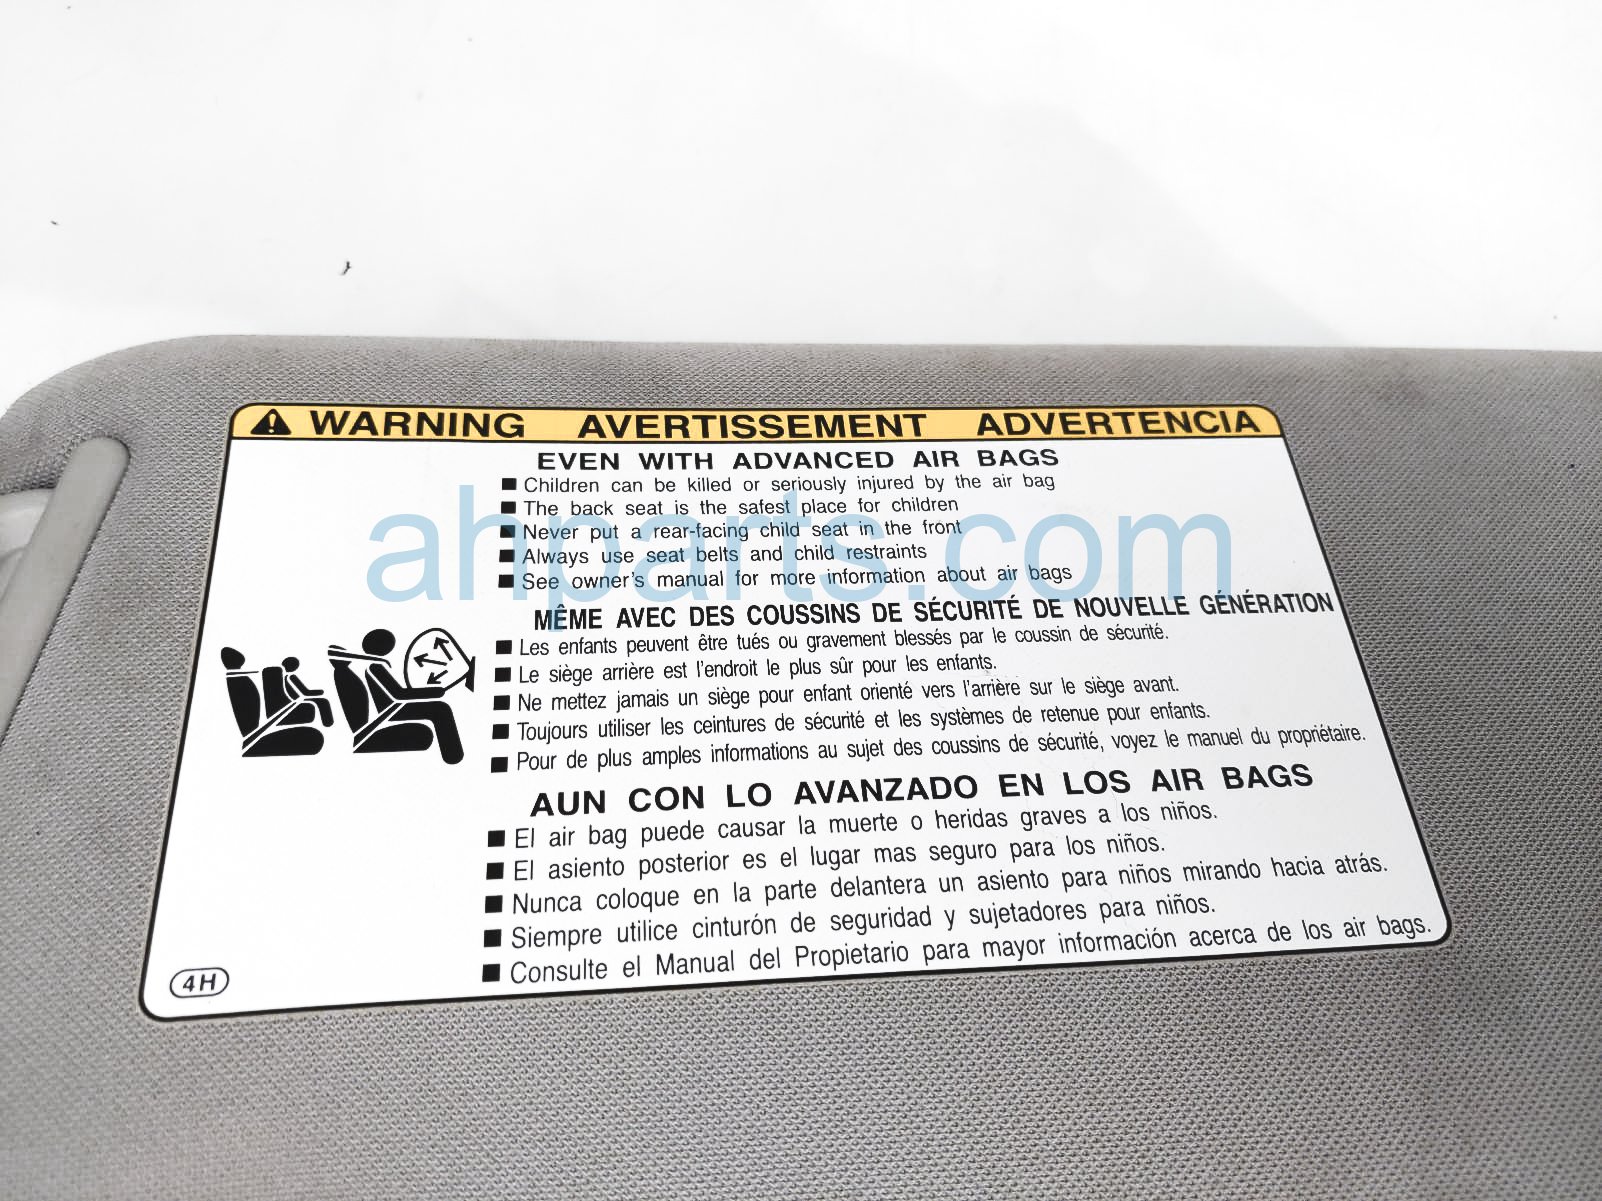 WARNING AVERTISSEMENT ADVERTENCIA
EVEN WITH ADVANCED AIR BAGS
■ Children can be killed or seriously injured by the air bag
■ The back seat is the safest place for children
■ Never put a rear-facing child seat in the front
■ Always use seat belts and child restraints
■ See owner's manual for more information about air bags
ahparts.com
MÊME AVEC DES COUSSINS DE SÉCURITÉ DE NOUVELLE GÉNÉRATION
■ Les enfants peuvent être tués ou gravement blessés par le coussin de sécurité.
■ Le siège arrière est l'endroit le plus sûr pour les enfants.
■ Ne mettez jamais un siège pour enfant orienté vers l'arrière sur le siège avant.
■ Toujours utiliser les ceintures de sécurité et les systèmes de retenue pour enfants.
■ Pour de plus amples informations au sujet des coussins de sécurité, voyez le manuel du propriétaire.
AUN CON LO AVANZADO EN LOS AIR BAGS
■ El air bag puede causar la muerte o heridas graves a los niños.
■ El asiento posterior es el lugar mas seguro para los niños.
■ Nunca coloque en la parte delantera un asiento para niños mirando hacia atrás.
■ Siempre utilice cinturón de seguridad y sujetadores para niños.
■ Consulte el Manual del Propietario para mayor información acerca de los air bags.
4H